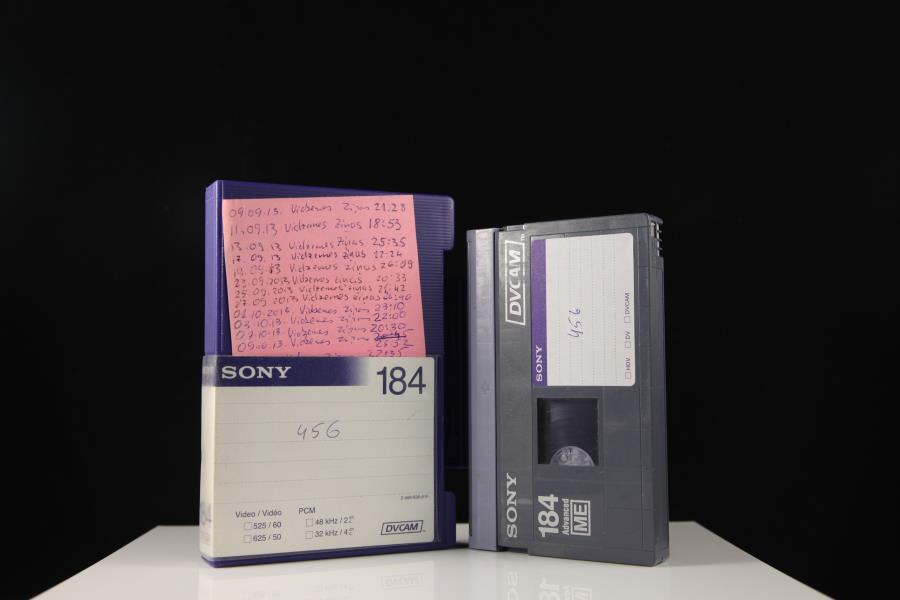 09.09.13. Vidzemes Ziņas 21:28
11.09.13 Vidzemes Ziņas 18:53
13.09.13 Vidzemes Ziņas 25:35
17.09.13 Vidzemes Ziņas
19.09.13 Vidzemes Ziņas 26:09
23.09.2013 Vidzemes ziņas 20:33
25.09.2013 Vidzemes ziņas 21:42
27.09.2013 Vidzemes ziņas
01.10.2013 Vidzemes Ziņas 23:10
03.10.13. Vidzemes Ziņas 22:00
07.10.13. Vidzemes Ziņas 20:30
09.10.13. Vidzemes Ziņas
27:35
SONY 184
456
Video / Vidéo PCM
525 / 60 48 kHz / 2
625 / 50 32 kHz / 4
DVCAM
DVCAM
SONY
456
HDV DV DVCAM
SONY
184
Advanced
ME